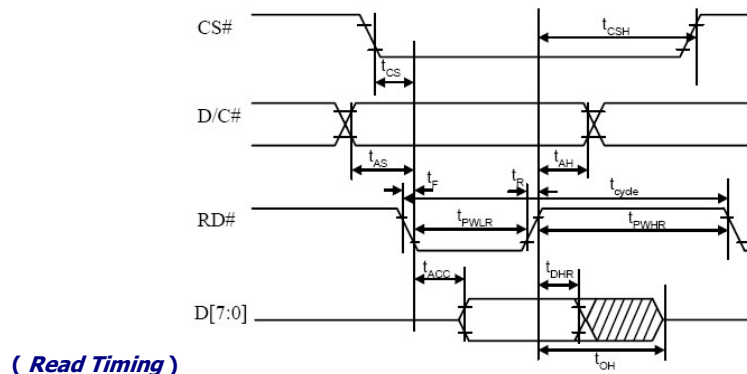 CS#
tCSH
tCS
D/C#
tAS
tAH
tF
tR
tcycle
RD#
tPWLR
tPWHR
tACC
tDHR
D[7:0]
tOH
( Read Timing )